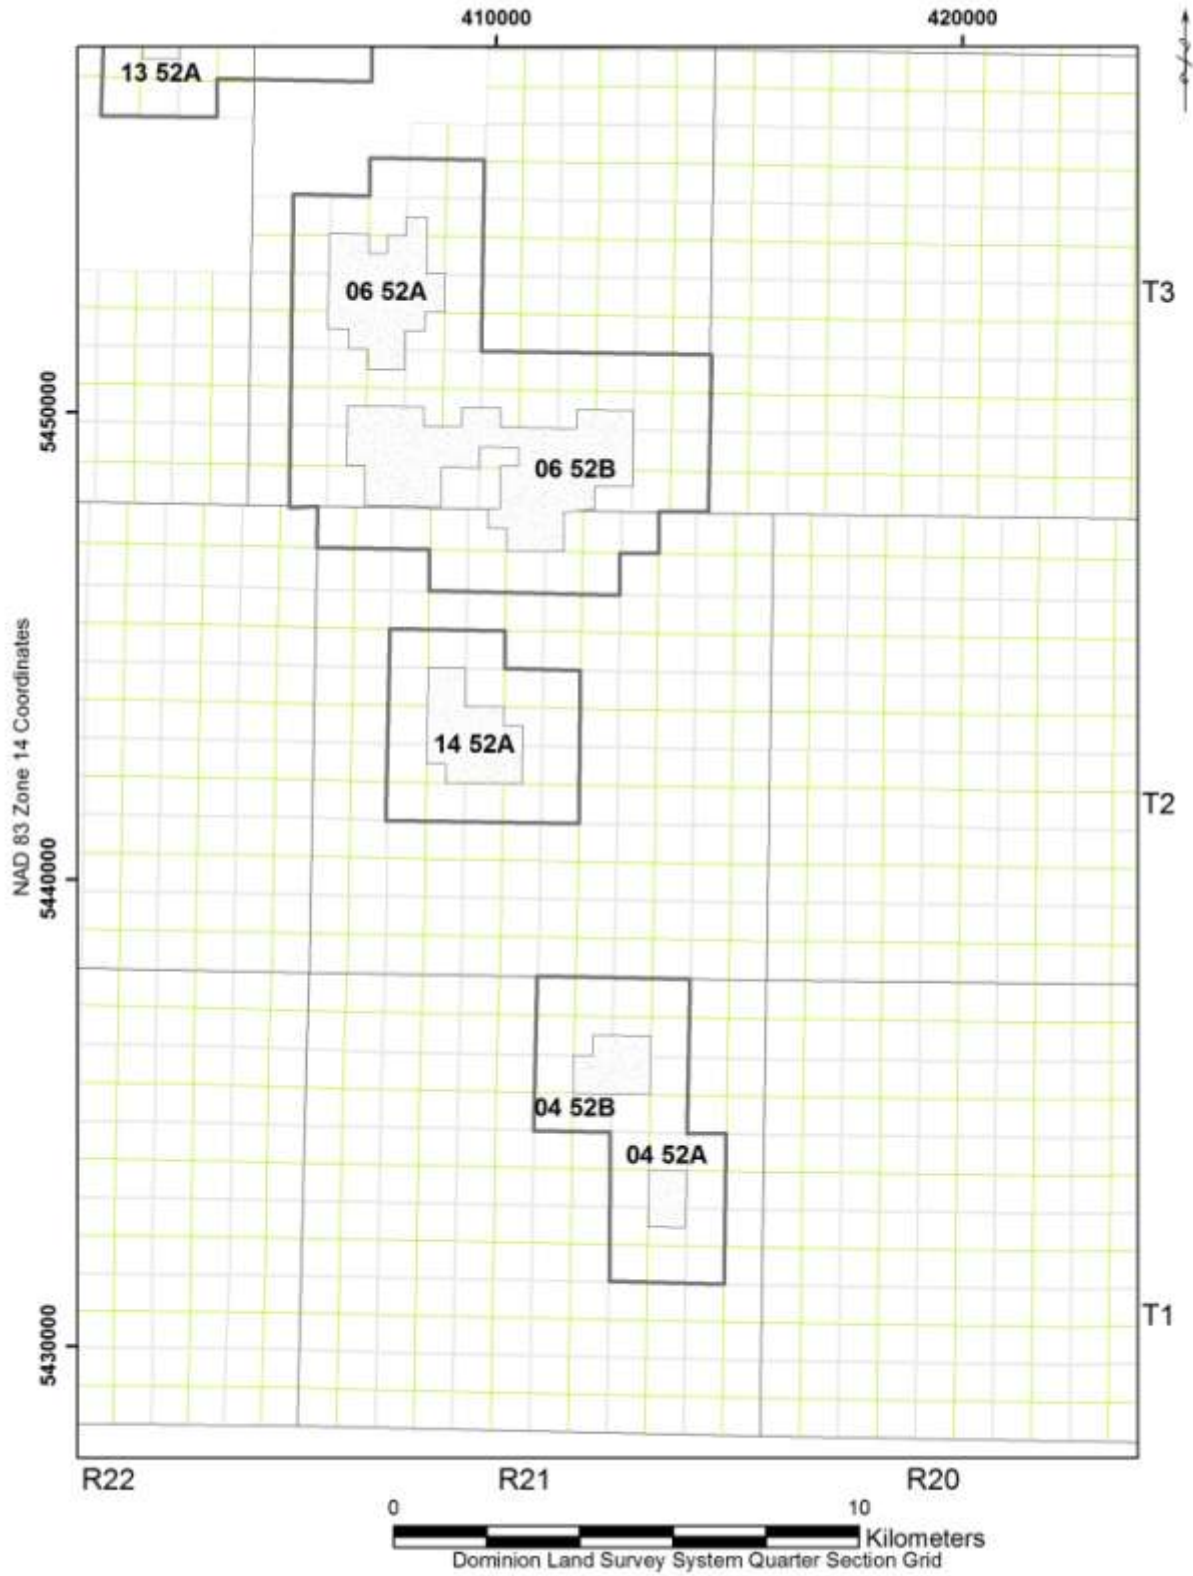 410000
420000
13 52A
06 52A
T3
5450000
06 52B
NAD 83 Zone 14 Coordinates
14 52A
T2
5440000
04 52B
04 52A
T1
5430000
R22
R21
R20
0
10
Kilometers
Dominion Land Survey System Quarter Section Grid